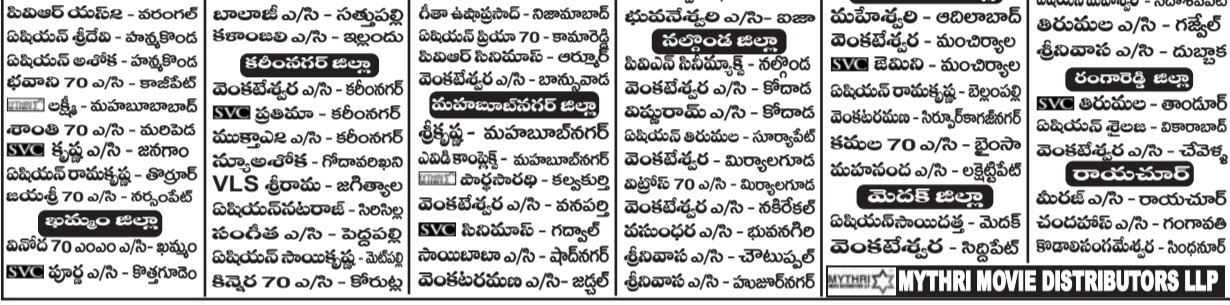 పివిఆర్ యస్2 - వరంగల్
ఏషియన్ శ్రీదేవి - హన్మకొండ
ఏషియన్ అశోక - హన్మకొండ
భవాని 70 ఎ/సి - కాజీపేట్
MYTHRI లక్ష్మీ - మహబూబాబాద్
శాంతి 70 ఎ/సి - మరిపెడ
SVC కృష్ణ ఎ/సి - జనగాం
ఏషియన్ రామకృష్ణ - తొర్రూర్
జయశ్రీ 70 ఎ/సి - నర్సంపేట్
ఖమ్మం జిల్లా
వినోద 70 ఎంఎం ఎ/సి- ఖమ్మం
SVC పూర్ణ ఎ/సి - కొత్తగూడెం
బాలాజీ ఎ/సి - సత్తుపల్లి
కళాంజలి ఎ/సి - ఇల్లందు
కరీంనగర్ జిల్లా
వెంకటేశ్వర ఎ/సి - కరీంనగర్
SVC ప్రతిమా - కరీంనగర్
ముక్తాఎ2 ఎ/సి - కరీంనగర్
న్యూఅశోక - గోదావరిఖని
VLS శ్రీరామ - జగిత్యాల
ఏషియన్‌నటరాజ్ - సిరిసిల్ల
సంగీత ఎ/సి - పెద్దపల్లి
ఏషియన్ సాయికృష్ణ - మెట్‌పల్లి
కిన్నెర 70 ఎ/సి - కోరుట్ల
గీతా ఉషాప్రసాద్ - నిజామాబాద్
ఏషియన్ ప్రియా 70 - కామారెడ్డి
పివిఆర్ సినిమాస్ - ఆర్మూర్
వెంకటేశ్వర ఎ/సి - బాన్సువాడ
మహబూబ్‌నగర్ జిల్లా
శ్రీకృష్ణ - మహబూబ్‌నగర్
ఎవిడి కాంప్లెక్స్ - మహబూబ్‌నగర్
MYTHRI పార్థసారథి - కల్వకుర్తి
వెంకటేశ్వర ఎ/సి - వనపర్తి
SVC సినిమాస్ - గద్వాల్
సాయిబాబా ఎ/సి - షాద్‌నగర్
వెంకటరమణ ఎ/సి - జడ్చల్
భువనేశ్వరి ఎ/సి- ఐజా
నల్గొండ జిల్లా
పివిఎన్ సినీమ్యాక్స్ - నల్గొండ
వెంకటేశ్వర ఎ/సి - కోదాడ
విష్ణురామ్ ఎ/సి - కోదాడ
ఏషియన్ తిరుమల - సూర్యాపేట్
వెంకటేశ్వర - మిర్యాలగూడ
విట్రోస్ 70 ఎ/సి - మిర్యాలగూడ
వెంకటేశ్వర ఎ/సి - నకిరేకల్
వసుంధర ఎ/సి - భువనగిరి
శ్రీనివాస ఎ/సి - చౌటుప్పల్
శ్రీనివాస ఎ/సి - హుజూర్‌నగర్
మహేశ్వరి - ఆదిలాబాద్
వెంకటేశ్వర - మంచిర్యాల
SVC జెమిని - మంచిర్యాల
ఏషియన్ రామకృష్ణ - బెల్లంపల్లి
వెంకటరమణ - సిర్పూర్‌కాగజ్‌నగర్
కమల 70 ఎ/సి - భైంసా
మహానంద ఎ/సి - లక్షెట్టిపేట్
మెదక్ జిల్లా
ఏషియన్‌సాయిదత్త - మెదక్
వెంకటేశ్వర - సిద్దిపేట్
తిరుమల ఎ/సి - గజ్వేల్
శ్రీనివాస ఎ/సి - దుబ్బాక
రంగారెడ్డి జిల్లా
SVC తిరుమల - తాండూర్
ఏషియన్ శైలజ - వికారాబాద్
వెంకటేశ్వర ఎ/సి - చేవెళ్ళ
రాయచూర్
మీరజ్ ఎ/సి - రాయచూర్
చందహాస్ ఎ/సి - గంగావతి
కొడాలిసంగమేశ్వర - సింధనూర్
MYTHRI MYTHRI MOVIE DISTRIBUTORS LLP